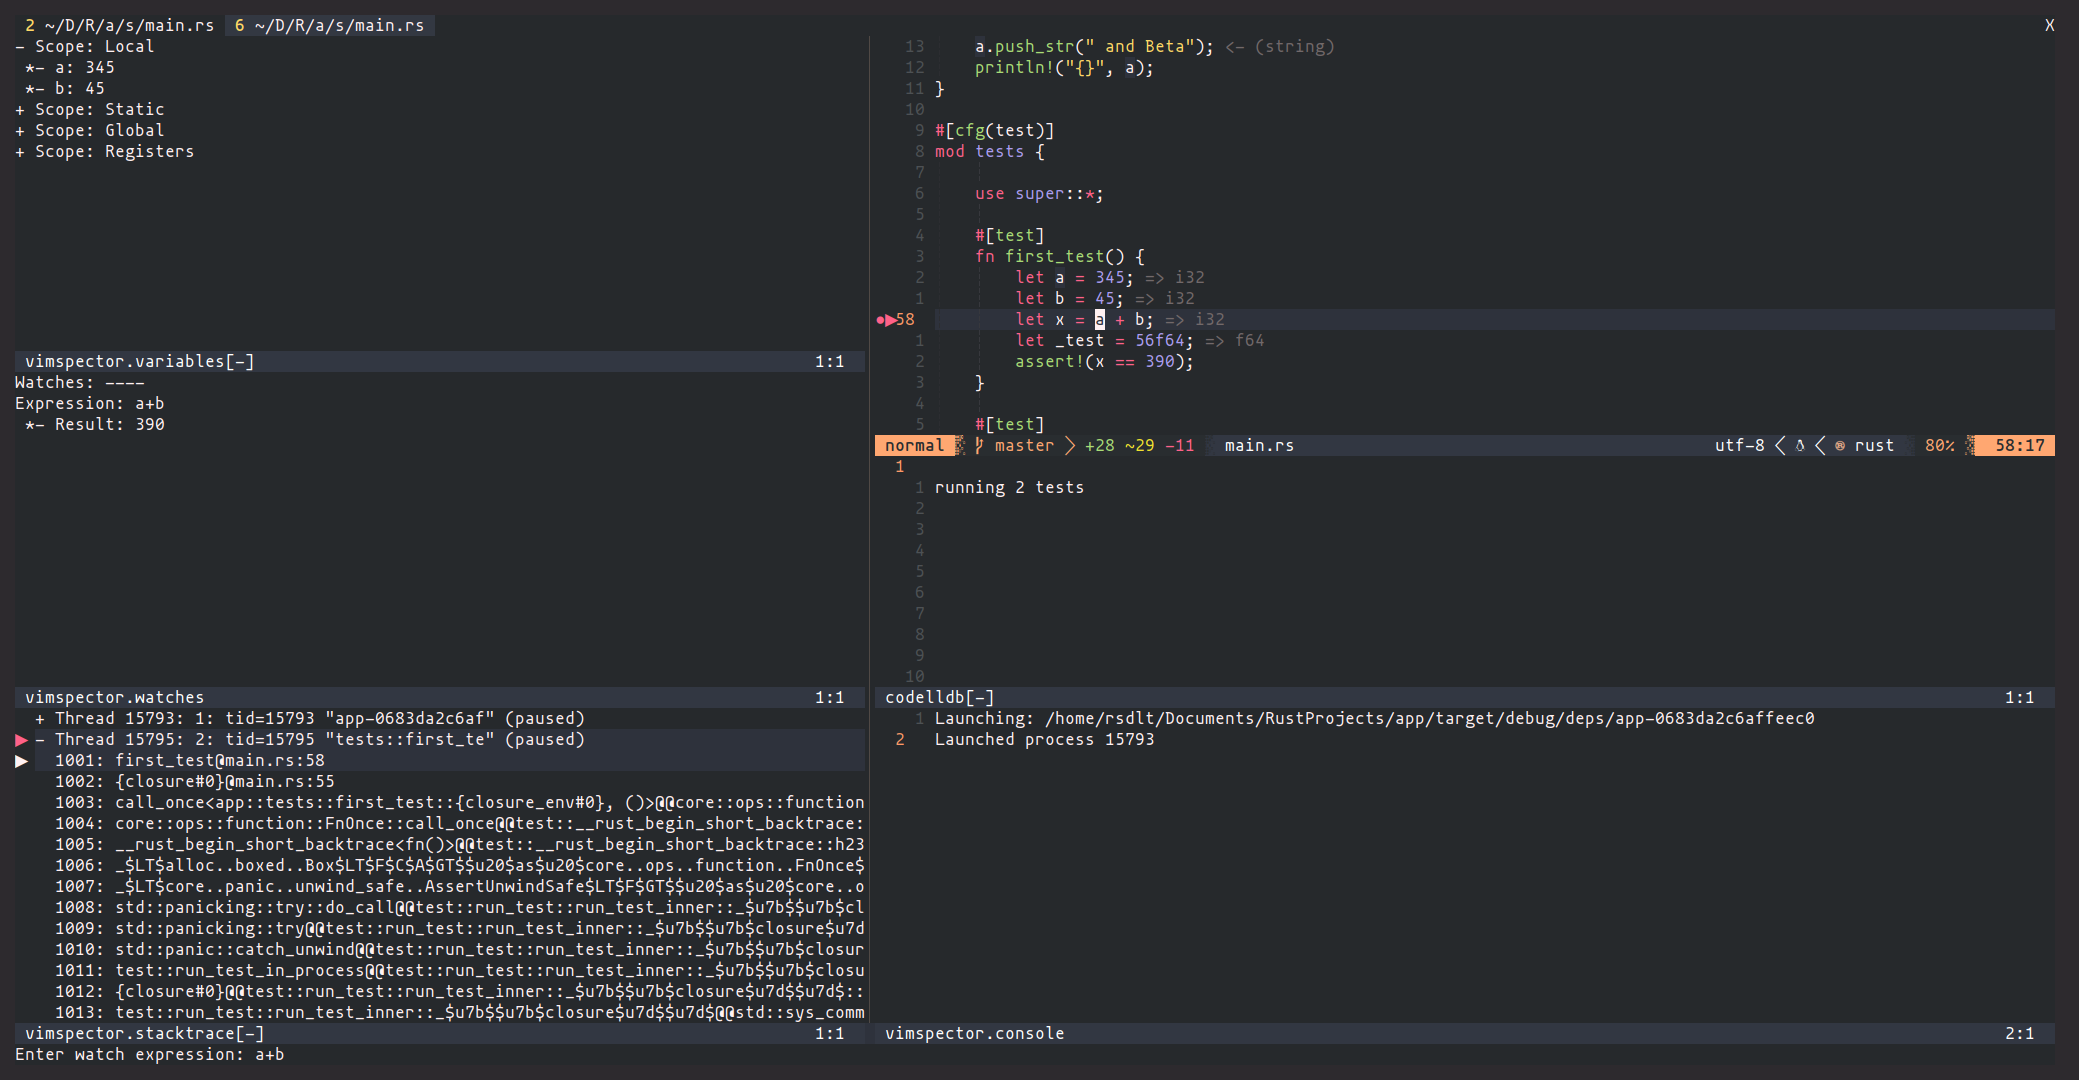 2 ~/D/R/a/s/main.rs  6 ~/D/R/a/s/main.rs  X
- Scope: Local
 *- a: 345
 *- b: 45
+ Scope: Static
+ Scope: Global
+ Scope: Registers
vimspector.variables[-] 1:1
Watches: ----
Expression: a+b
 *- Result: 390
vimspector.watches 1:1
+ Thread 15793: 1: tid=15793 "app-0683da2c6af" (paused)
▶ - Thread 15795: 2: tid=15795 "tests::first_te" (paused)
▶ 1001: first_test@main.rs:58
1002: {closure#0}@main.rs:55
1003: call_once<app::tests::first_test::{closure_env#0}, ()>@@core::ops::function
1004: core::ops::function::FnOnce::call_once@@test::__rust_begin_short_backtrace:
1005: __rust_begin_short_backtrace<fn()>@@test::__rust_begin_short_backtrace::h23
1006: _$LT$alloc..boxed..Box$LT$F$C$A$GT$$u20$as$u20$core..ops..function..FnOnce$
1007: _$LT$core..panic..unwind_safe..AssertUnwindSafe$LT$F$GT$$u20$as$u20$core..o
1008: std::panicking::try::do_call@@test::run_test::run_test_inner::_$u7b$$u7b$cl
1009: std::panicking::try@@test::run_test::run_test_inner::_$u7b$$u7b$closure$u7d
1010: std::panic::catch_unwind@@test::run_test::run_test_inner::_$u7b$$u7b$closur
1011: test::run_test_in_process@@test::run_test::run_test_inner::_$u7b$$u7b$closu
1012: {closure#0}@@test::run_test::run_test_inner::_$u7b$$u7b$closure$u7d$$u7d$::
1013: test::run_test::run_test_inner::_$u7b$$u7b$closure$u7d$$u7d$@@std::sys_comm
vimspector.stacktrace[-] 1:1
Enter watch expression: a+b
13     a.push_str(" and Beta"); <- (string)
12     println!("{}", a);
11 }
10
9 #[cfg(test)]
8 mod tests {
7
6     use super::*;
5
4     #[test]
3     fn first_test() {
2         let a = 345; => i32
1         let b = 45; => i32
●▶58         let x = a + b; => i32
1         let _test = 56f64; => f64
2         assert!(x == 390);
3     }
4
5     #[test]
normal master +28 ~29 -11 main.rs utf-8 rust 80% 58:17
1
1 running 2 tests
2
3
4
5
6
7
8
9
10
codelldb[-] 1:1
1 Launching: /home/rsdlt/Documents/RustProjects/app/target/debug/deps/app-0683da2c6affeec0
2 Launched process 15793
vimspector.console 2:1